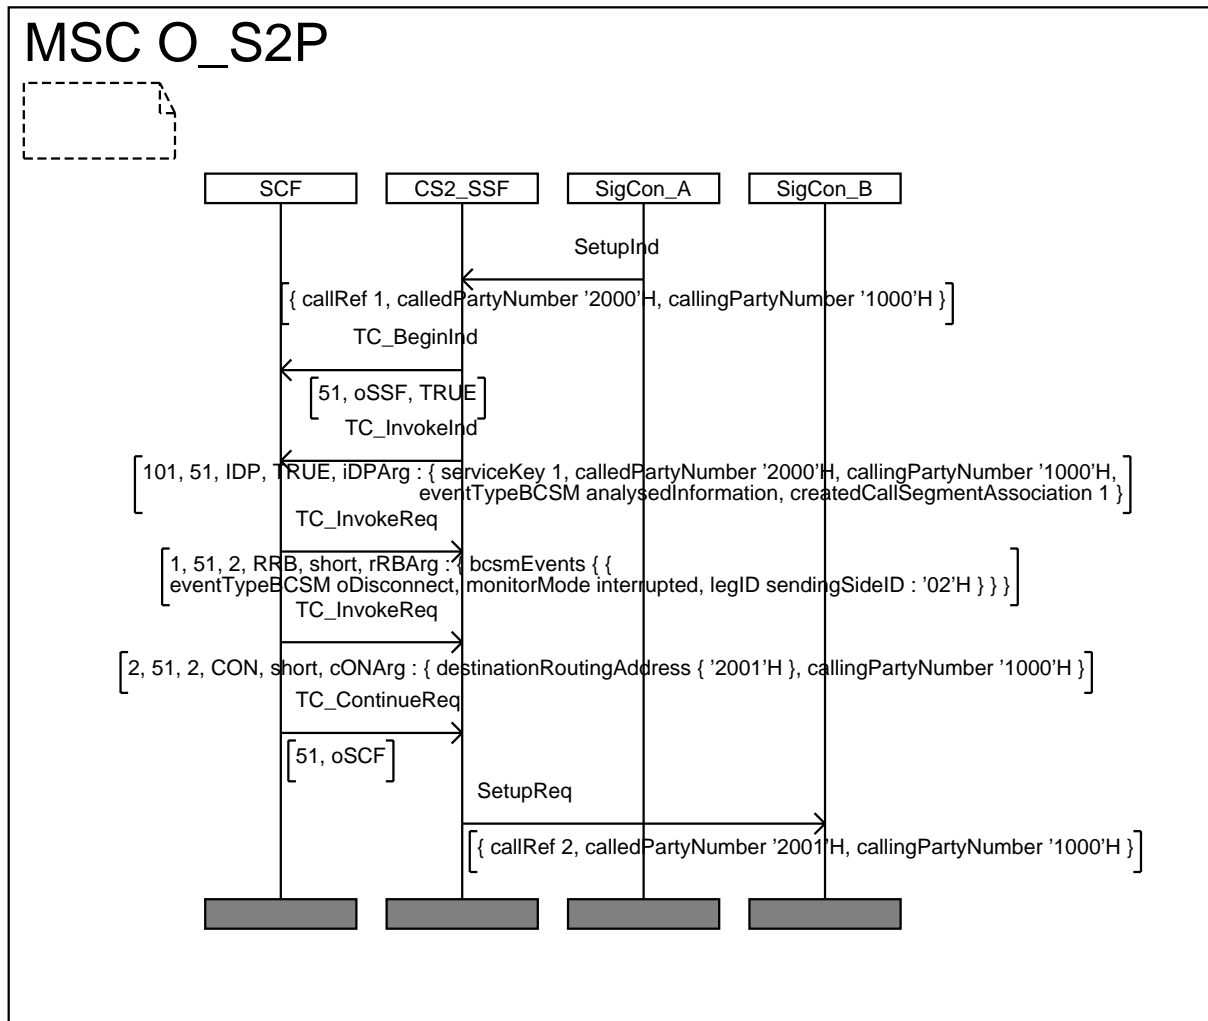 MSC O_S2P
SCF
CS2_SSF
SigCon_A
SigCon_B
SetupInd
{ callRef 1, calledPartyNumber ’2000’H, callingPartyNumber ’1000’H }
TC_BeginInd
51, oSSF, TRUE
TC_InvokeInd
101, 51, IDP, TRUE, iDPArg : { serviceKey 1, calledPartyNumber ’2000’H, callingPartyNumber ’1000’H,
eventTypeBCSM analysedInformation, createdCallSegmentAssociation 1 }
TC_InvokeReq
1, 51, 2, RRB, short, rRBArg : { bcsmEvents { {
eventTypeBCSM oDisconnect, monitorMode interrupted, legID sendingSideID : ’02’H } } }
TC_InvokeReq
2, 51, 2, CON, short, cONArg : { destinationRoutingAddress { ’2001’H }, callingPartyNumber ’1000’H }
TC_ContinueReq
51, oSCF
SetupReq
{ callRef 2, calledPartyNumber ’2001’H, callingPartyNumber ’1000’H }